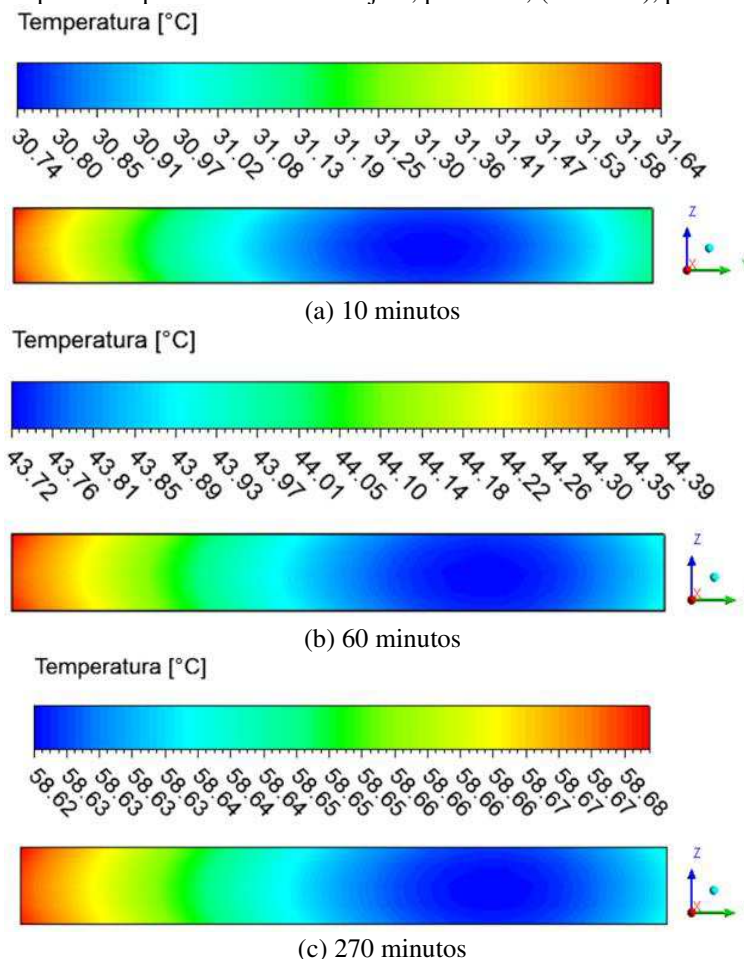 Temperatura [°C]
30.74 30.80 30.85 30.91 30.97 31.02 31.08 31.13 31.19 31.25 31.30 31.36 31.41 31.47 31.53 31.58 31.64
Z
X
Y
(a) 10 minutos
Temperatura [°C]
43.72 43.76 43.81 43.85 43.89 43.93 43.97 44.01 44.05 44.10 44.14 44.18 44.22 44.26 44.30 44.35 44.39
Z
X
(b) 60 minutos
Temperatura [°C]
58.62 58.63 58.63 58.63 58.63 58.64 58.64 58.64 58.65 58.65 58.65 58.66 58.66 58.66 58.67 58.67 58.67 58.68
Z
X
(c) 270 minutos